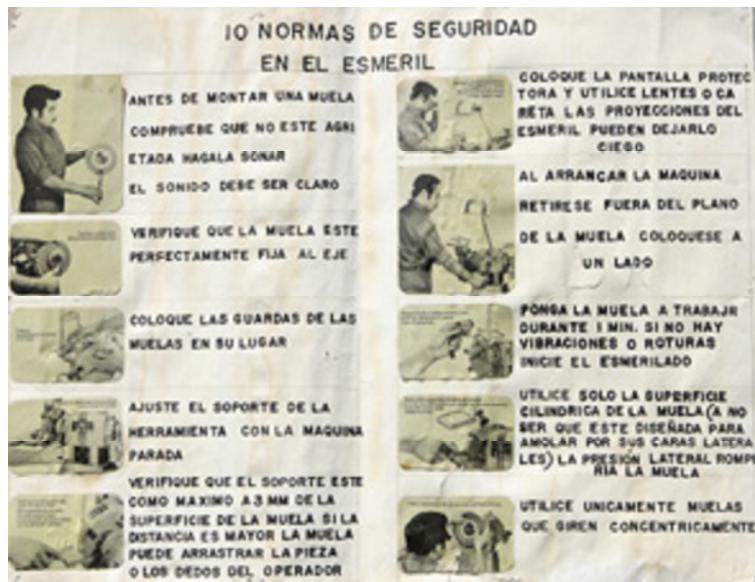 10 NORMAS DE SEGURIDAD
EN EL ESMERIL
ANTES DE MONTAR UNA MUELA
COMPRUEBE QUE NO ESTE AGRI
ETADA HAGALA SONAR
EL SONIDO DEBE SER CLARO
VERIFIQUE QUE LA MUELA ESTE
PERFECTAMENTE FIJA AL EJE
COLOQUE LAS GUARDAS DE LAS
MUELAS EN SU LUGAR
AJUSTE EL SOPORTE DE LA
HERRAMIENTA CON LA MAQUINA
PARADA
VERIFIQUE QUE EL SOPORTE ESTE
COMO MAXIMO A 3 MM DE LA
SUPERFICIE DE LA MUELA SI LA
DISTANCIA ES MAYOR LA MUELA
PUEDE ARRASTRAR LA PIEZA
O LOS DEDOS DEL OPERADOR
COLOQUE LA PANTALLA PROTEC
TORA Y UTILICE LENTES O CA
RETA LAS PROYECCIONES DEL
ESMERIL PUEDEN DEJARLO
CIEGO
AL ARRANCAR LA MAQUINA
RETIRESE FUERA DEL PLANO
DE LA MUELA COLOQUESE A
UN LADO
PONGA LA MUELA A TRABAJR
DURANTE 1 MIN. SI NO HAY
VIBRACIONES O ROTURAS
INICIE EL ESMERILADO
UTILICE SOLO LA SUPERFICIE
CILINDRICA DE LA MUELA (A NO
SER QUE ESTE DISEÑADA PARA
AMOLAR POR SUS CARAS LATERA
LES) LA PRESIÓN LATERAL ROMPE
RIA LA MUELA
UTILICE UNICAMENTE MUELAS
QUE GIREN CONCENTRICAMENTE